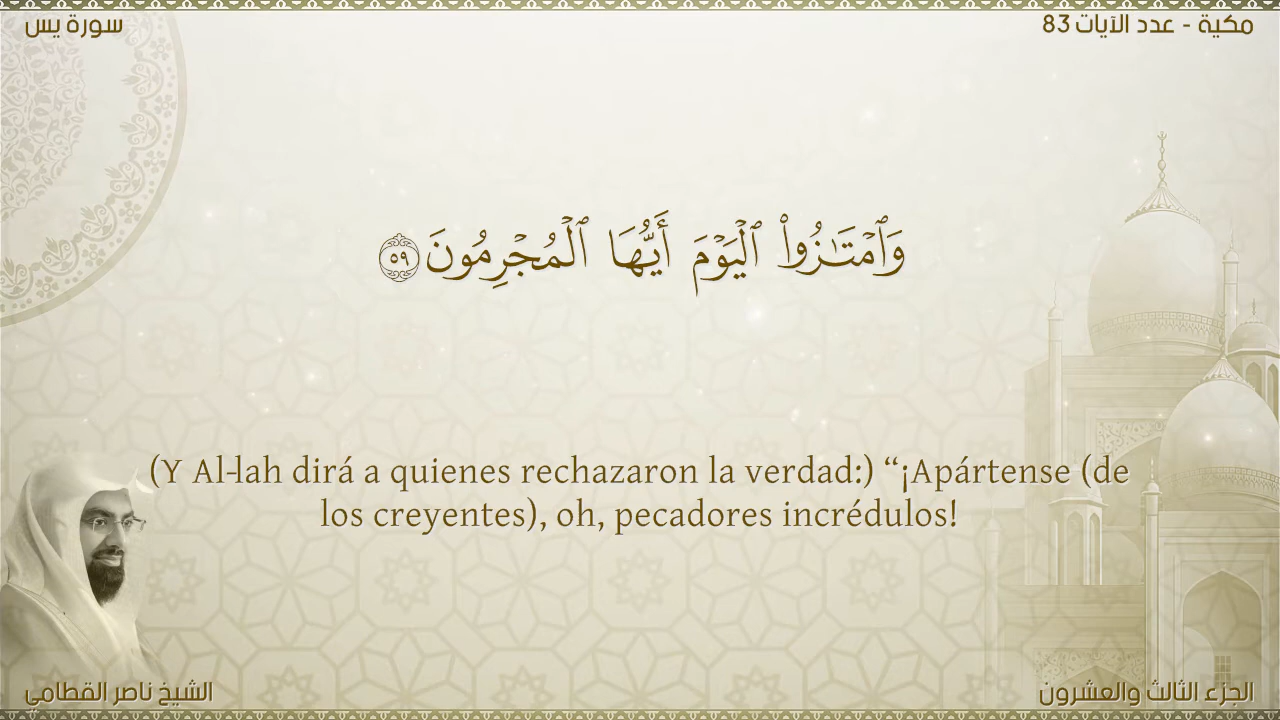 سورة يس
مكية - عدد الآيات 83
وَٱمْتَـٰزُوا۟ ٱلْيَوْمَ أَيُّهَا ٱلْمُجْرِمُونَ ٥٩
(Y Al-lah dirá a quienes rechazaron la verdad:) “¡Apártense (de
los creyentes), oh, pecadores incrédulos!
الشيخ ناصر القطامي
الجزء الثالث والعشرون